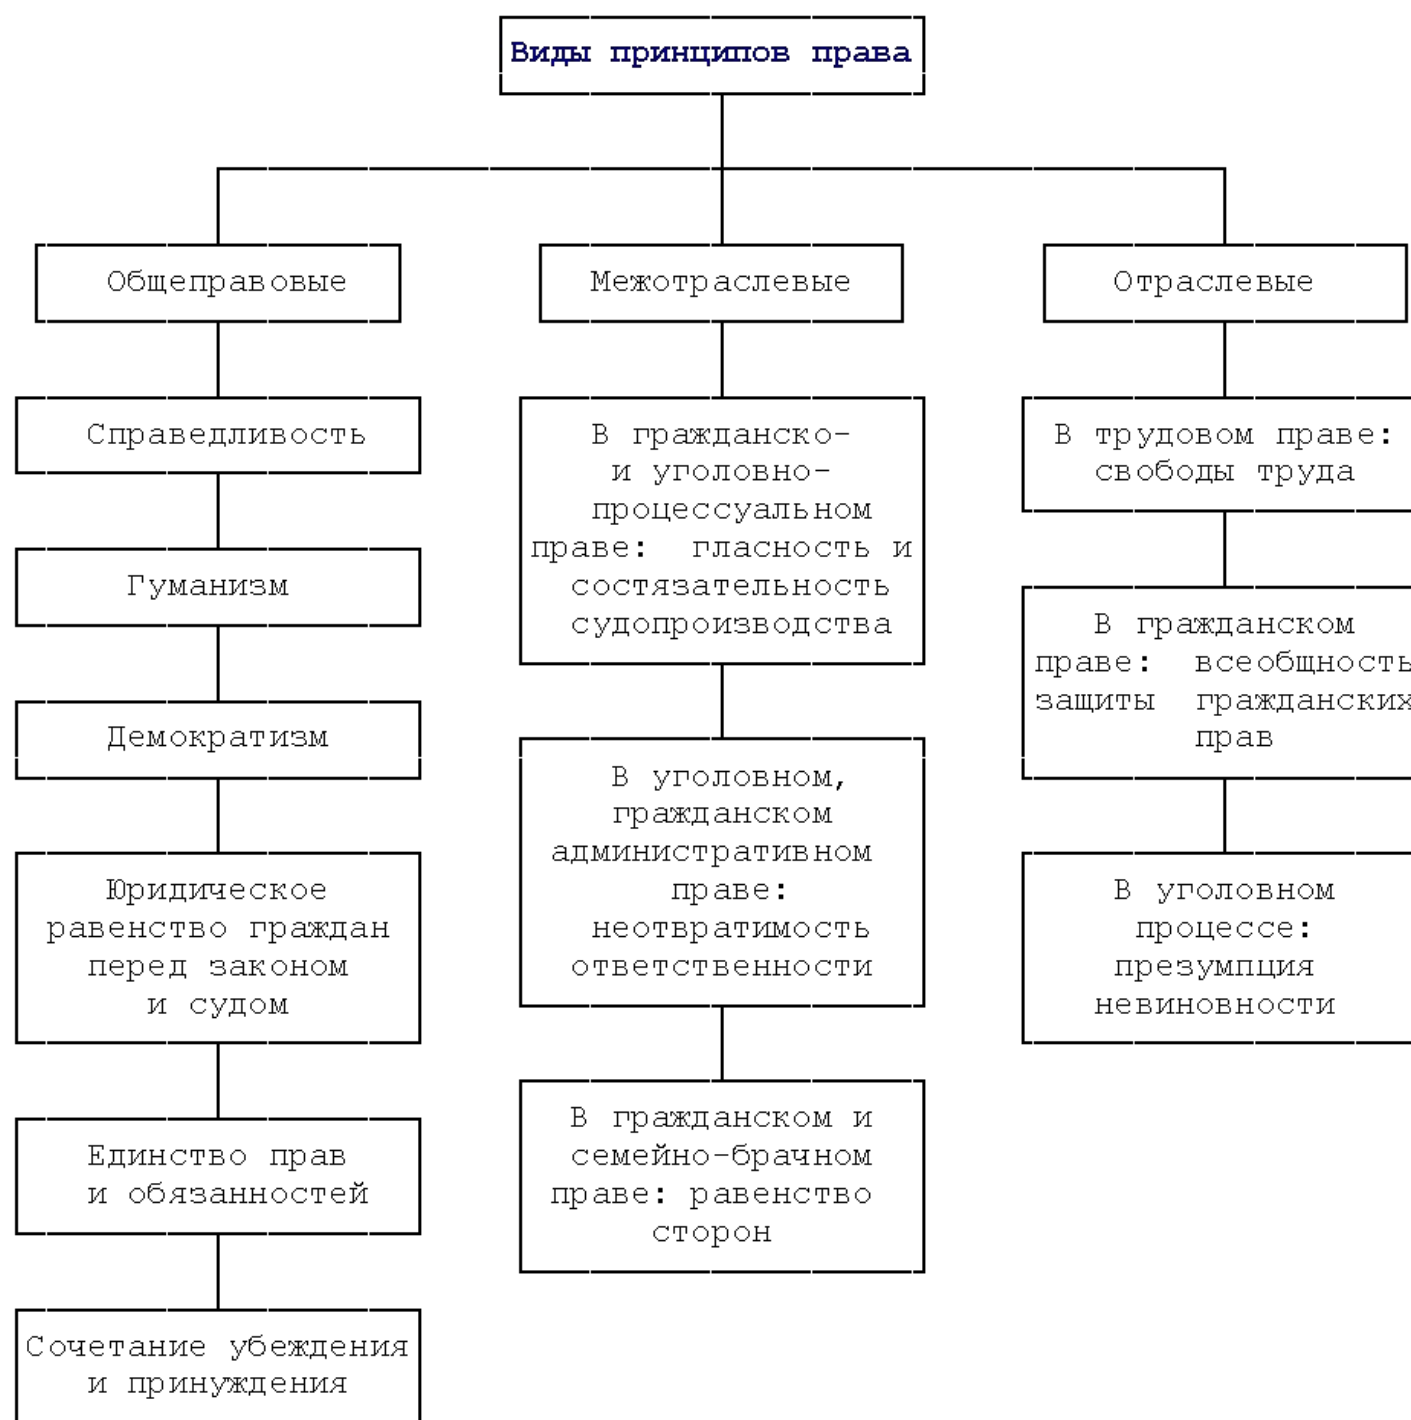 Виды принципов права
Общеправовые
Межотраслевые
Отраслевые
Справедливость
Гуманизм
Демократизм
Юридическое
равенство граждан
перед законом
и судом
Единство прав
и обязанностей
Сочетание убеждения
и принуждения
В гражданско-
и уголовно-
процессуальном
праве: гласность и
состязательность
судопроизводства
В уголовном,
гражданском
административном
праве:
неотвратимость
ответственности
В гражданском и
семейно-брачном
праве: равенство
сторон
В трудовом праве:
свободы труда
В гражданском
праве: всеобщность
защиты гражданских
прав
В уголовном
процессе:
презумпция
невиновности